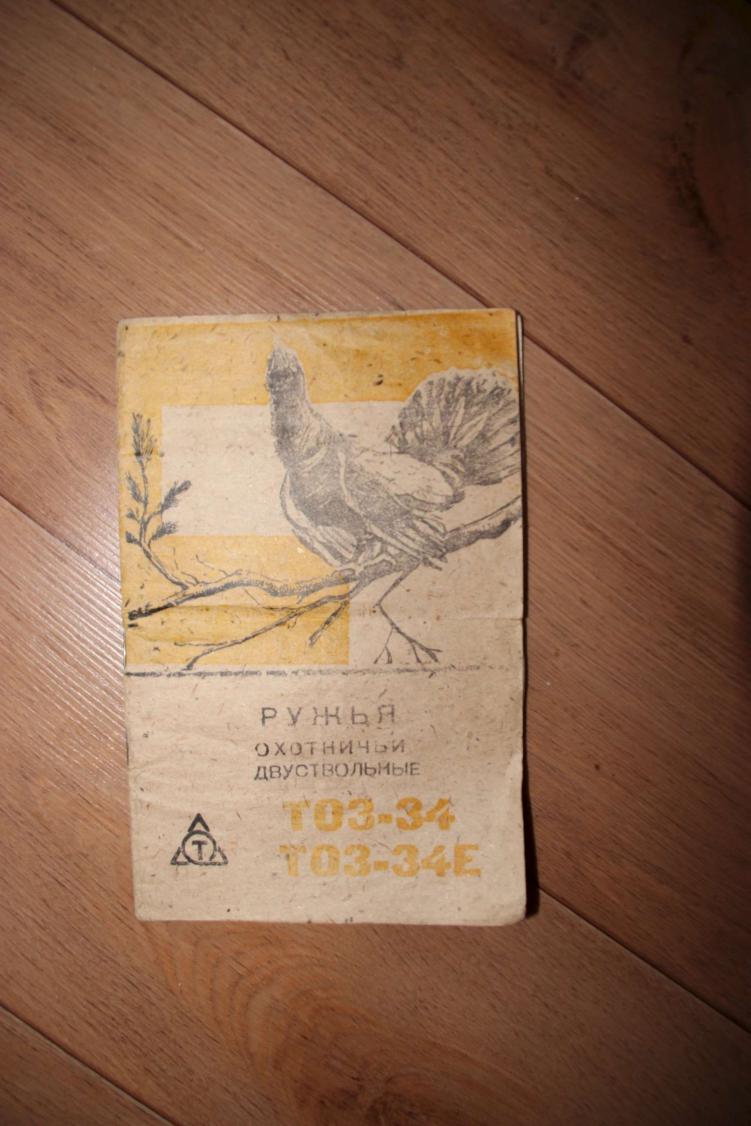 РУЖЬЯ
ОХОТНИЧЬИ
ДВУСТВОЛЬНЫЕ
ТОЗ-34
ТОЗ-34Е
Т